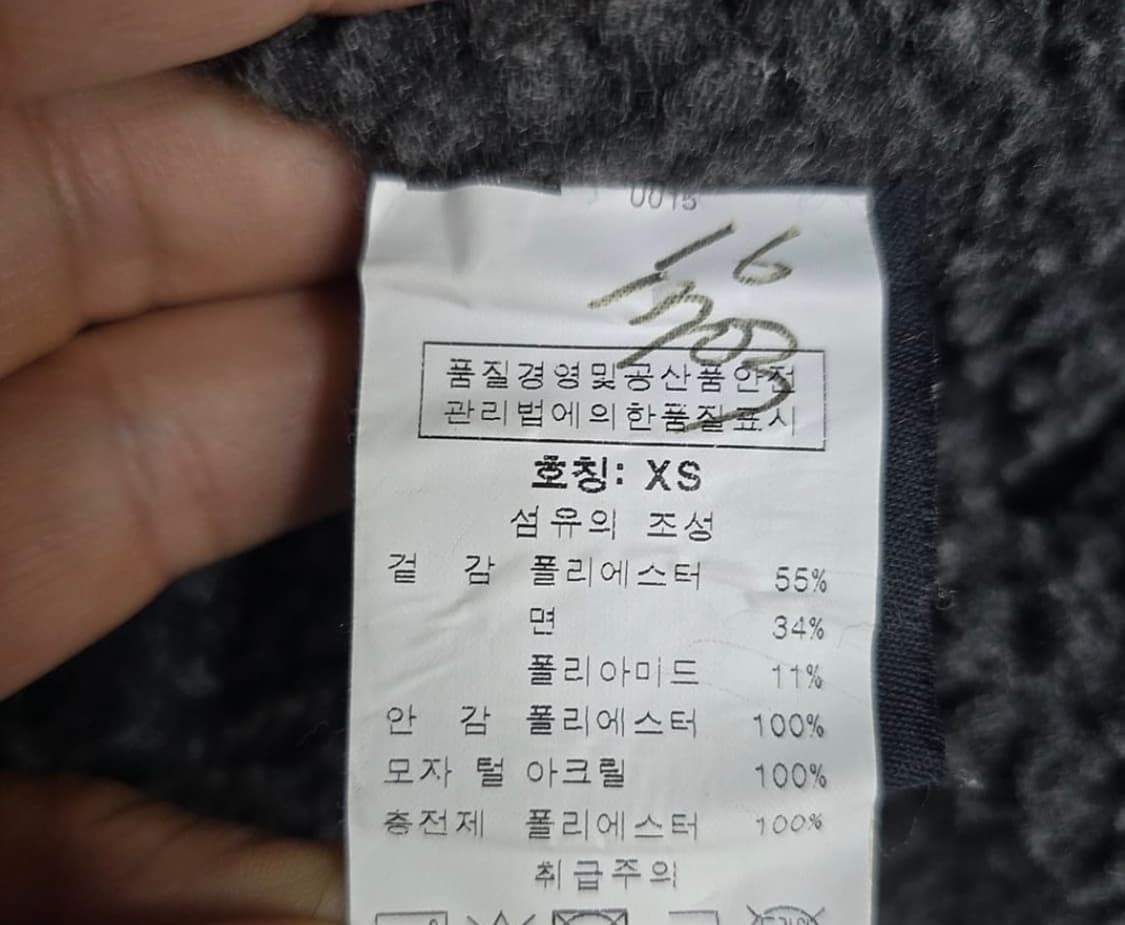 0015
품질경영및공산품안전
관리법에의한품질표시
호칭: XS
섬유의 조성
겉 감 폴리에스터 55%
면 34%
폴리아미드 11%
안 감 폴리에스터 100%
모자 털 아크릴 100%
충전제 폴리에스터 100%
취급주의